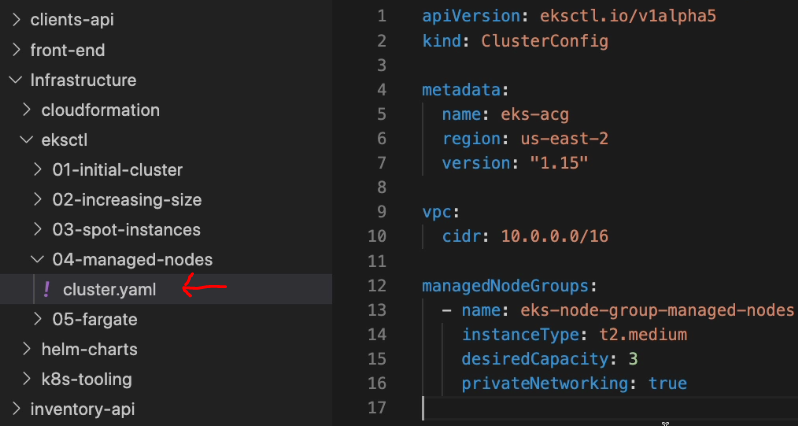 clients-api
front-end
Infrastructure
cloudformation
eksctl
01-initial-cluster
02-increasing-size
03-spot-instances
04-managed-nodes
! cluster.yaml
05-fargate
helm-charts
k8s-tooling
inventory-api
1 apiVersion: eksctl.io/v1alpha5
2 kind: ClusterConfig
3
4 metadata:
5 name: eks-acg
6 region: us-east-2
7 version: "1.15"
8
9 vpc:
10 cidr: 10.0.0.0/16
11
12 managedNodeGroups:
13 - name: eks-node-group-managed-nodes
14 instanceType: t2.medium
15 desiredCapacity: 3
16 privateNetworking: true
17